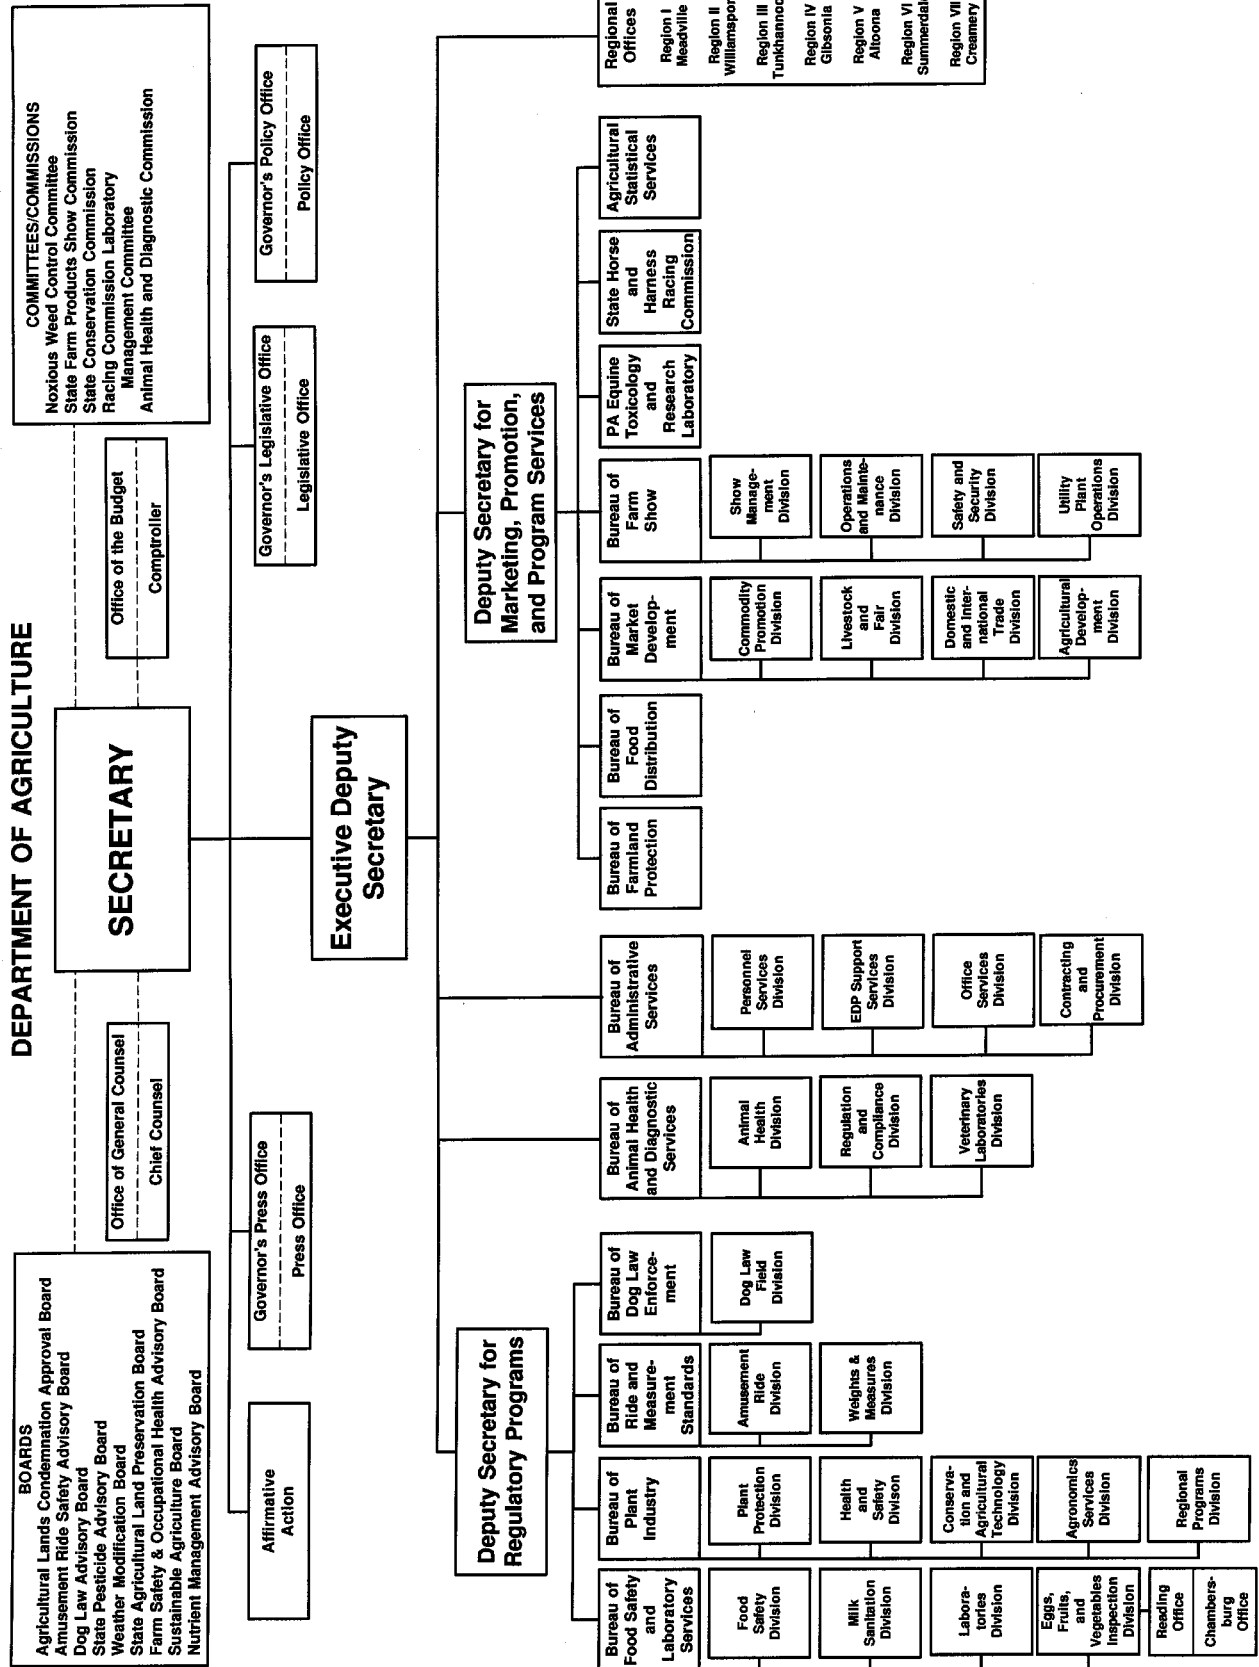 DEPARTMENT OF AGRICULTURE
BOARDS
Agricultural Lands Condemnation Approval Board
Amusement Ride Safety Advisory Board
Dog Law Advisory Board
State Pesticide Advisory Board
Weather Modification Board
State Agricultural Land Preservation Board
Farm Safety & Occupational Health Advisory Board
Sustainable Agriculture Board
Nutrient Management Advisory Board
SECRETARY
COMMITTEES/COMMISSIONS
Noxious Weed Control Committee
State Farm Products Show Commission
State Conservation Commission
Racing Commission Laboratory
Management Committee
Animal Health and Diagnostic Commission
Office of General Counsel
Chief Counsel
Office of the Budget
Comptroller
Affirmative
Action
Governor's Press Office
Press Office
Governor's Legislative Office
Legislative Office
Governor's Policy Office
Policy Office
Executive Deputy
Secretary
Deputy Secretary for
Regulatory Programs
Deputy Secretary for
Marketing, Promotion,
and Program Services
Bureau of
Food Safety
and
Laboratory
Services
Food
Safety
Division
Milk
Sanitation
Division
Labora-
tories
Division
Eggs,
Fruits,
and
Vegetables
Inspection
Division
Reading
Office
Chambers-
burg
Office
Bureau of
Plant
Industry
Plant
Protection
Division
Health
and
Safety
Divison
Conserva-
tion and
Agricultural
Technology
Division
Agronomics
Services
Division
Regional
Programs
Division
Bureau of
Ride and
Measure-
ment
Standards
Amusement
Ride
Division
Weights &
Measures
Division
Bureau of
Dog Law
Enforce-
ment
Dog Law
Field
Division
Bureau of
Animal Health
and Diagnostic
Services
Animal
Health
Division
Regulation
and
Compliance
Division
Veterinary
Laboratories
Division
Bureau of
Administrative
Services
Personnel
Services
Division
EDP Support
Services
Division
Office
Services
Division
Contracting
and
Procurement
Division
Bureau of
Farmland
Protection
Bureau of
Food
Distribution
Bureau of
Market
Develop-
ment
Commodity
Promotion
Division
Livestock
and
Fair
Division
Domestic
and Inter-
national
Trade
Division
Agricultural
Develop-
ment
Division
Bureau of
Farm
Show
Show
Manage-
ment
Division
Operations
and Mainte-
nance
Division
Safety and
Security
Division
Utility
Plant
Operations
Division
PA Equine
Toxicology
and
Research
Laboratory
State Horse
and
Harness
Racing
Commission
Agricultural
Statistical
Services
Regional
Offices
Region I
Meadville
Region II
Williamspor
Region III
Tunkhannoc
Region IV
Gibsonia
Region V
Altoona
Region VI
Summerdal
Region VII
Creamery